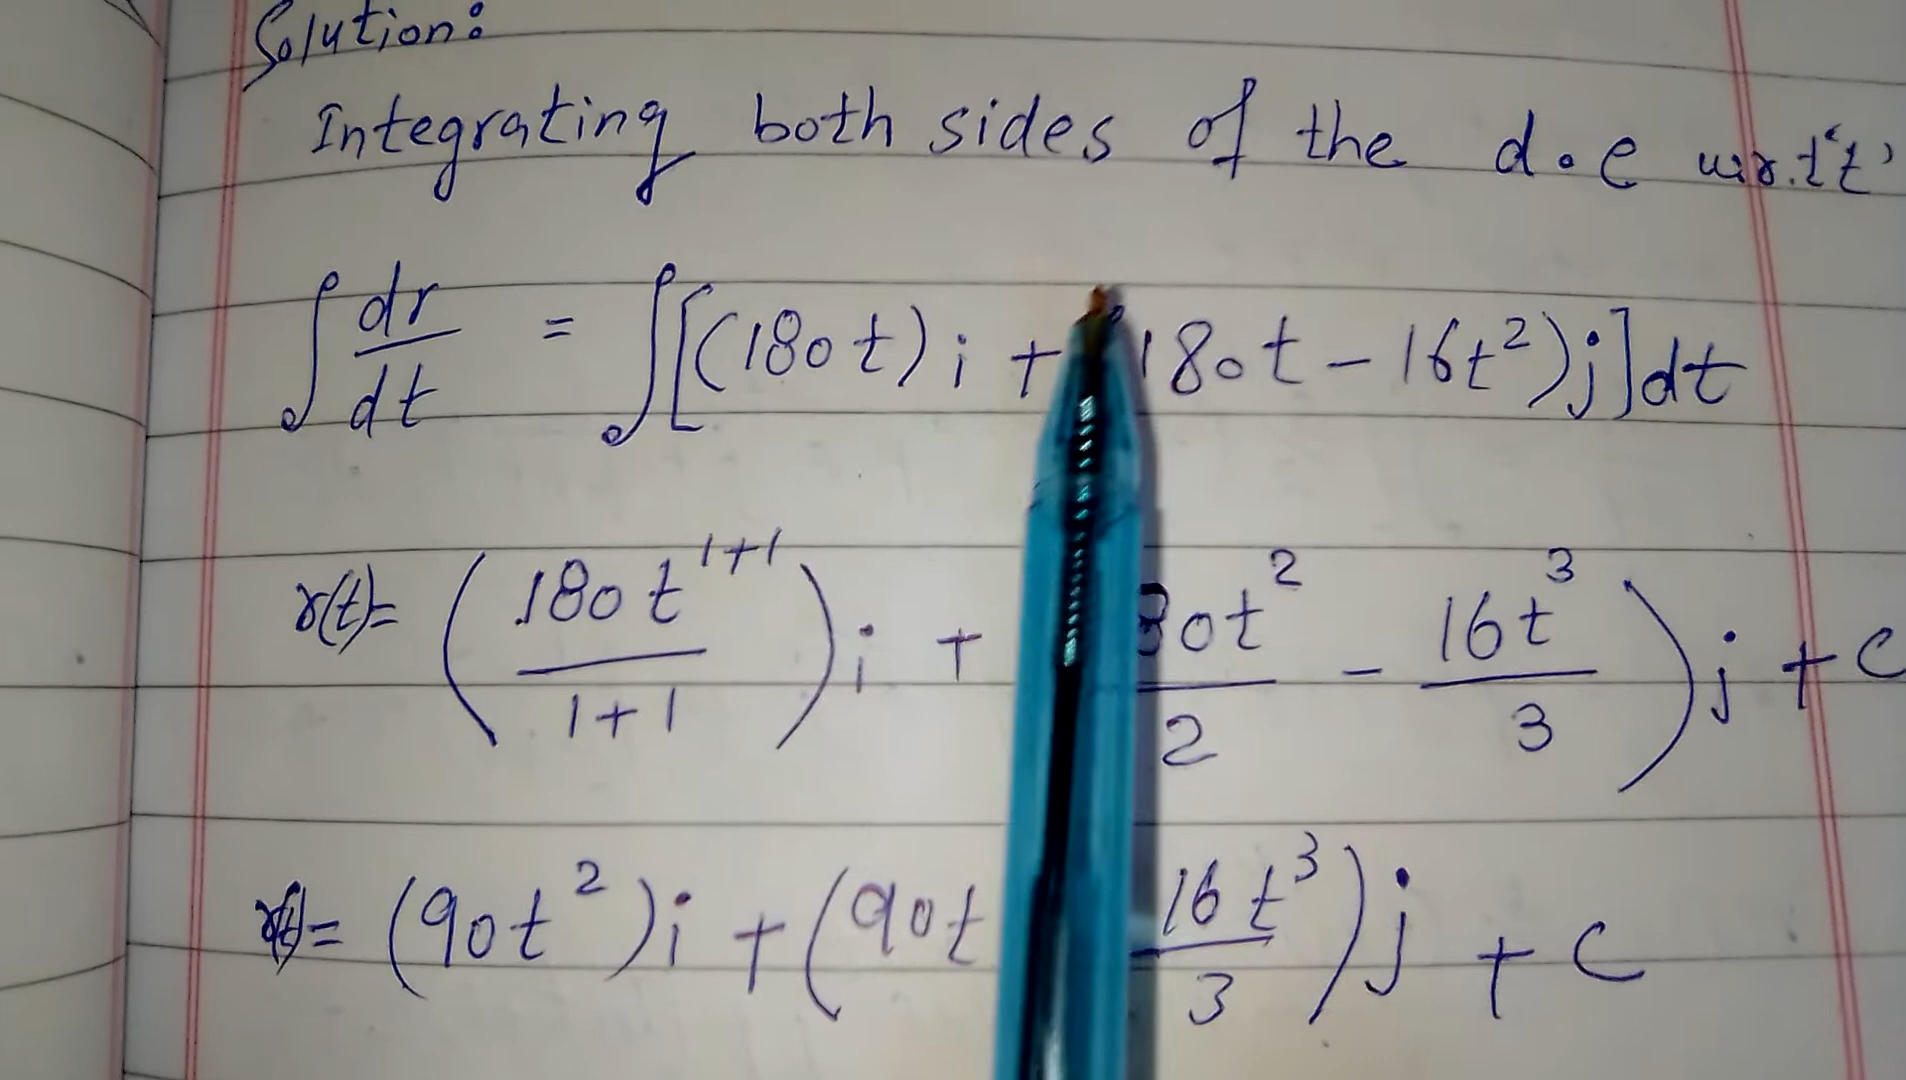 Solution:
Integrating both sides of the d.e w.r.t 't'
∫ dr/dt = ∫[(180t)i + 180t - 16t²)j]dt
r(t)= (180t^(1+1)/(1+1))i + 80t²/2 - 16t³/3)j + c
r(t)= (90t²)i + (90t 16t³/3)j + c